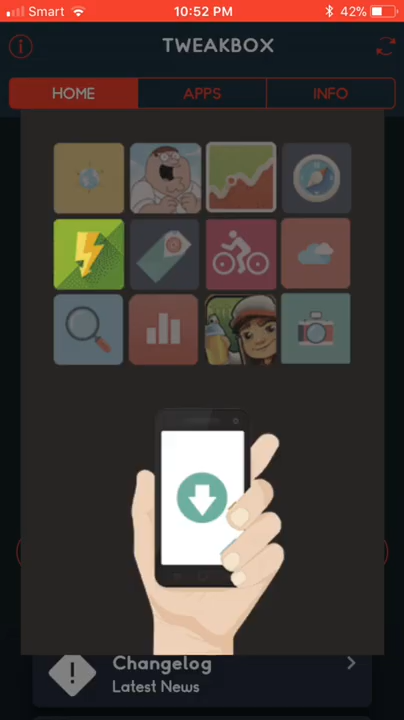 Smart 10:52 PM 42%
TWEAKBOX
HOME APPS INFO
Changelog
Latest News